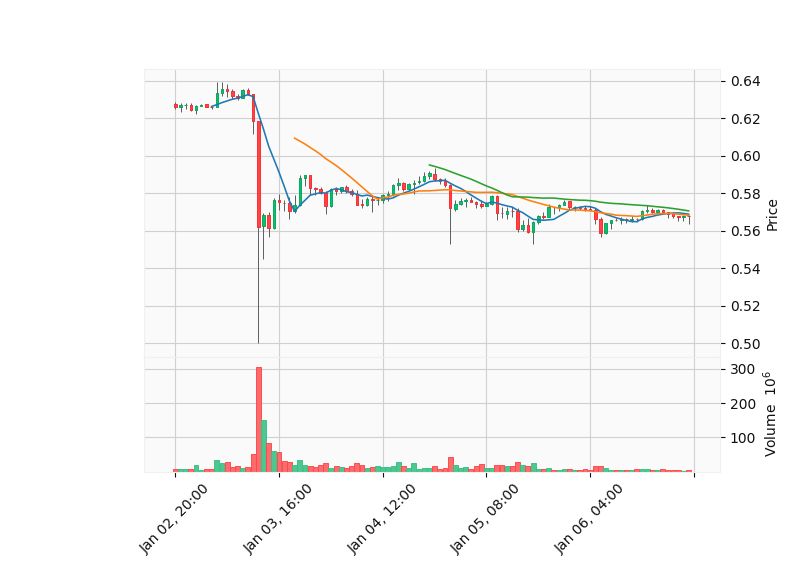 0.64
0.62
0.60
0.58
0.56
0.54
0.52
0.50
Price
300
200
100
Volume 10^6
Jan 02, 20:00
Jan 03, 16:00
Jan 04, 12:00
Jan 05, 08:00
Jan 06, 04:00